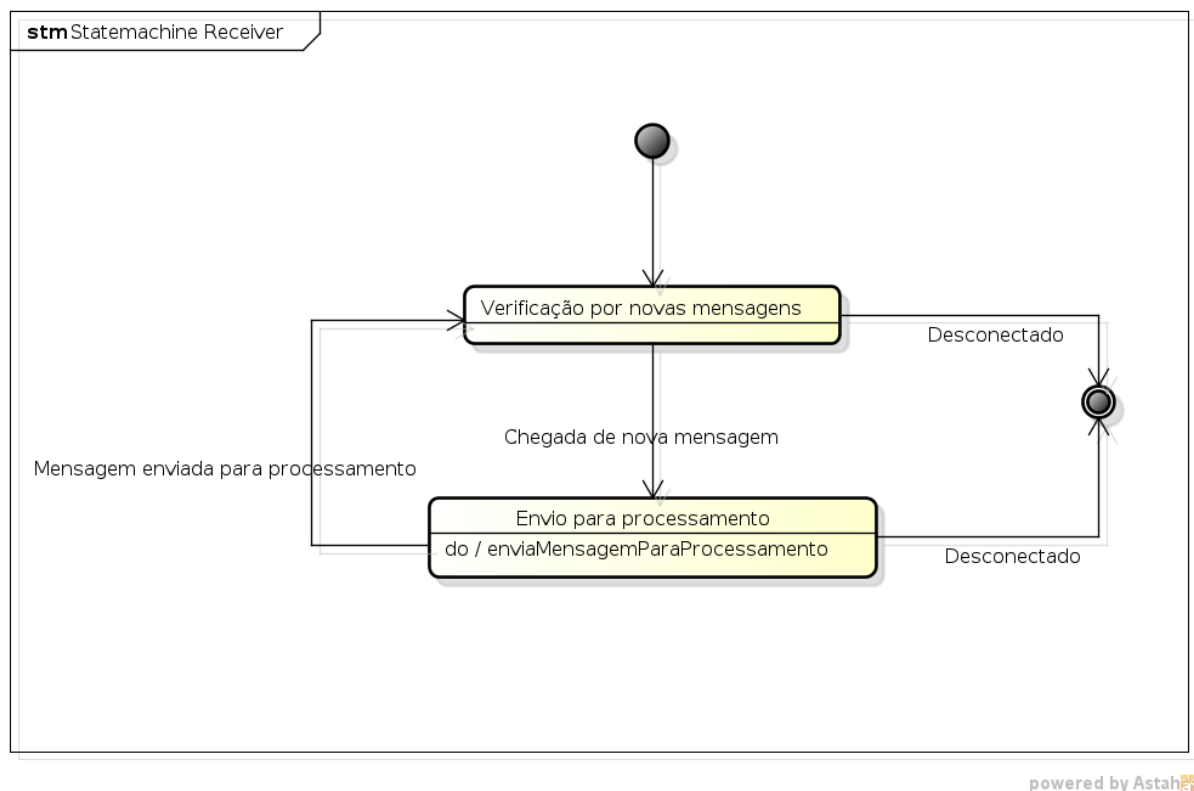 stm Statemachine Receiver
Verificação por novas mensagens
Desconectado
Chegada de nova mensagem
Mensagem enviada para processamento
Envio para processamento
do / enviaMensagemParaProcessamento
Desconectado
powered by Astah